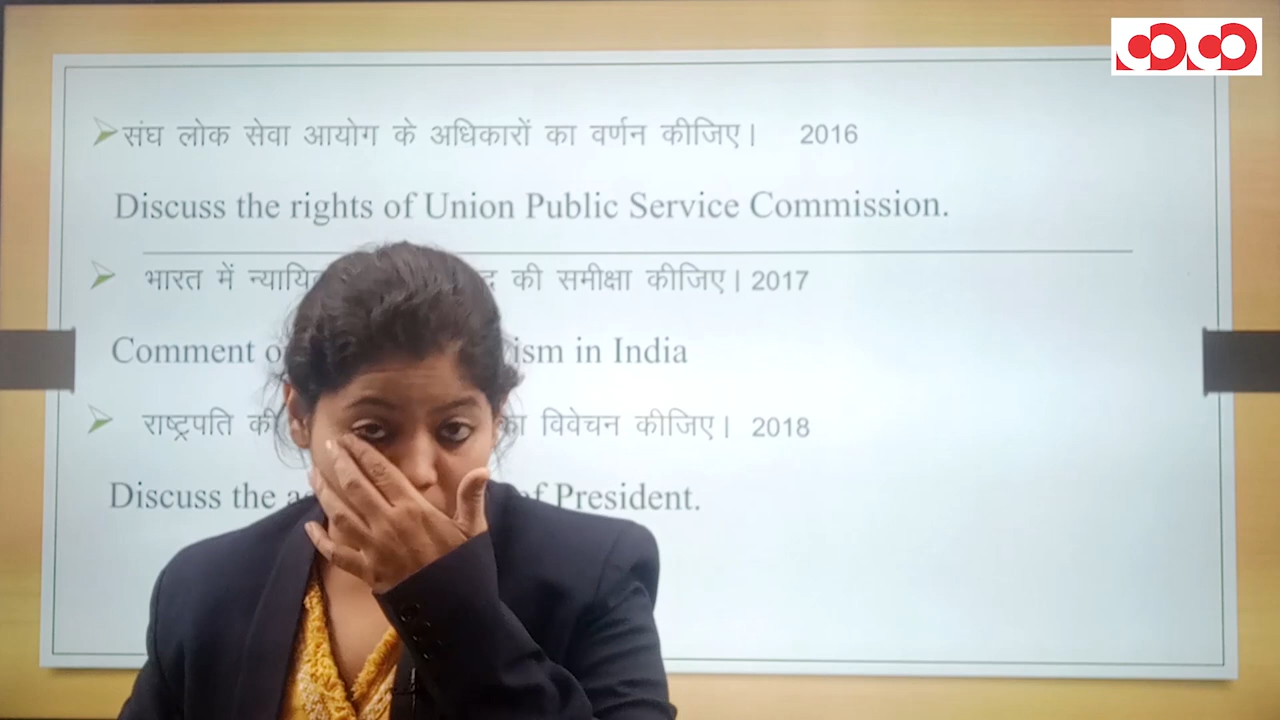 संघ लोक सेवा आयोग के अधिकारों का वर्णन कीजिए | 2016
Discuss the rights of Union Public Service Commission.
भारत में की समीक्षा कीजिए | 2017
Comment in India
राष्ट्रपति की का विवेचन कीजिए | 2018
Discuss the of President.